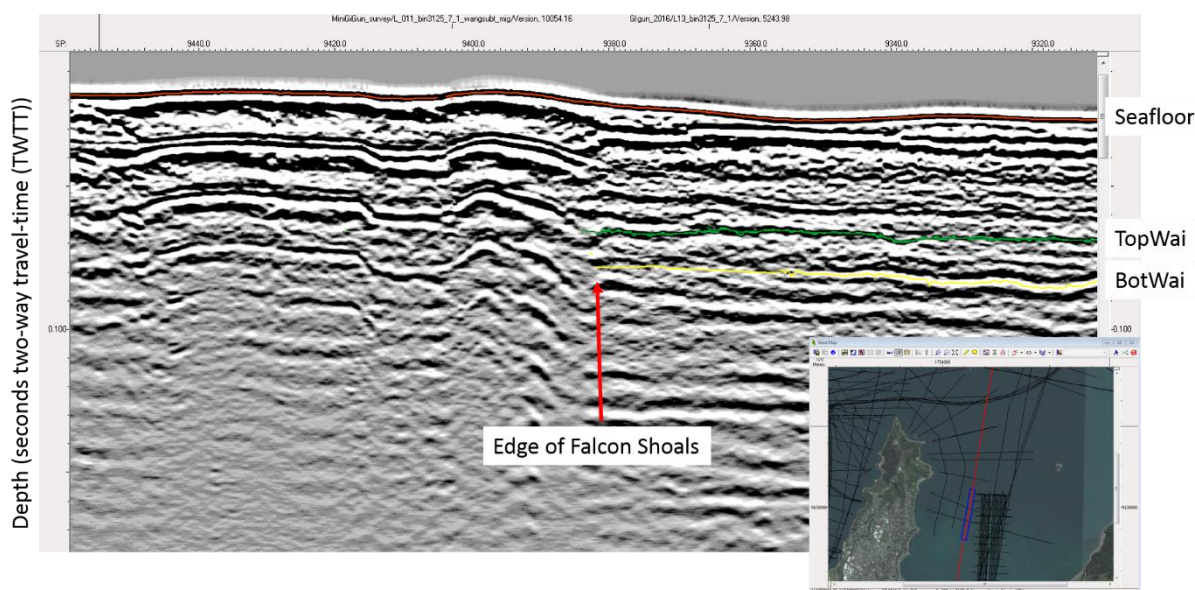 MiniGiGun_survey/L_011_bin3125_7_1_wangsubt_mig/Version, 10054.16
GIgun_2016/L13_bin3125_7_1/Version, 5243.98
SP:
9440.0
9420.0
9400.0
9380.0
9360.0
9340.0
9320.0
Depth (seconds two-way travel-time (TWTT))
Seafloor
TopWai
BotWai
0.100
0.100
Edge of Falcon Shoals
Base Map